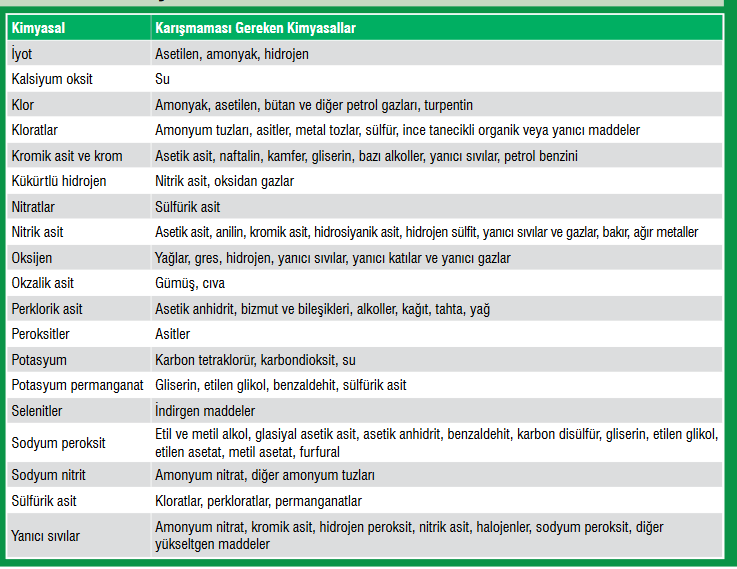 Kimyasal Karışmaması Gereken Kimyasallar
İyot Asetilen, amonyak, hidrojen
Kalsiyum oksit Su
Klor Amonyak, asetilen, bütan ve diğer petrol gazları, turpentin
Kloratlar Amonyum tuzları, asitler, metal tozlar, sülfür, ince tanecikli organik veya yanıcı maddeler
Kromik asit ve krom Asetik asit, naftalin, kamfer, gliserin, bazı alkoller, yanıcı sıvılar, petrol benzini
Kükürtlü hidrojen Nitrik asit, oksidan gazlar
Nitratlar Sülfürik asit
Nitrik asit Asetik asit, anilin, kromik asit, hidrosiyanik asit, hidrojen sülfit, yanıcı sıvılar ve gazlar, bakır, ağır metaller
Oksijen Yağlar, gres, hidrojen, yanıcı sıvılar, yanıcı katılar ve yanıcı gazlar
Okzalik asit Gümüş, cıva
Perklorik asit Asetik anhidrit, bizmut ve bileşikleri, alkoller, kağıt, tahta, yağ
Peroksitler Asitler
Potasyum Karbon tetraklorür, karbondioksit, su
Potasyum permanganat Gliserin, etilen glikol, benzaldehit, sülfürik asit
Selenitler İndirgen maddeler
Sodyum peroksit Etil ve metil alkol, glasiyal asetik asit, asetik anhidrit, benzaldehit, karbon disülfür, gliserin, etilen glikol,
etilen asetat, metil asetat, furfural
Sodyum nitrit Amonyum nitrat, diğer amonyum tuzları
Sülfürik asit Kloratlar, perkloratlar, permanganatlar
Yanıcı sıvılar Amonyum nitrat, kromik asit, hidrojen peroksit, nitrik asit, halojenler, sodyum peroksit, diğer
yükseltgen maddeler